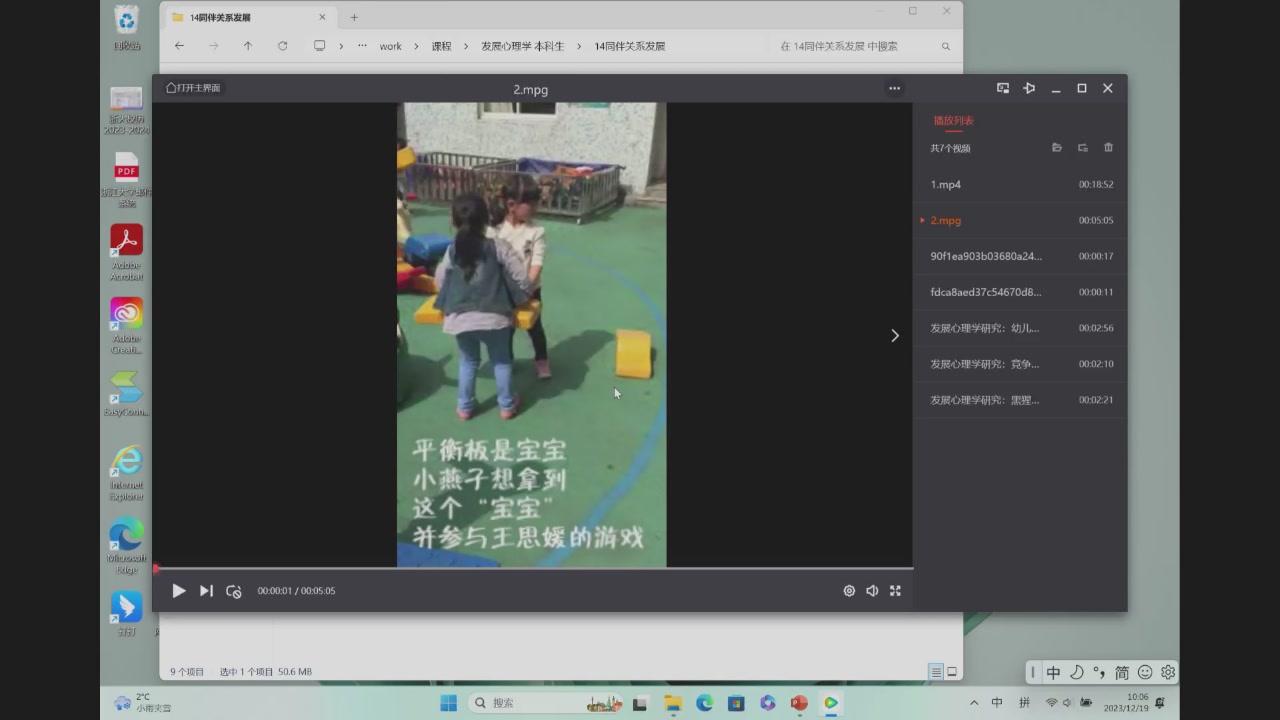 14同伴关系发展
work
课程
发展心理学 本科生
14同伴关系发展
在 14同伴关系发展 中搜索
打开主界面
2.mpg
播放列表
共7个视频
1.mp4
00:18:52
2.mpg
00:05:05
90f1ea903b03680a24...
00:00:17
fdca8aed37c54670d8...
00:00:11
发展心理学研究：幼儿...
00:02:56
发展心理学研究：竞争...
00:02:10
发展心理学研究：黑猩...
00:02:21
平衡板是宝宝
小燕子想拿到
这个“宝宝”
并参与王思媛的游戏
00:00:01 / 00:05:05
回收站
浙大校历
2023-2024
PDF
浙江大学邮件
系统
Adobe
Acrobat
Adobe
Creati...
EasyConn...
Internet
Explorer
Microsoft
Edge
钉钉
9 个项目
选中 1 个项目 50.6 MB
中
简
2°C
小雨夹雪
搜索
中
拼
10:06
2023/12/19